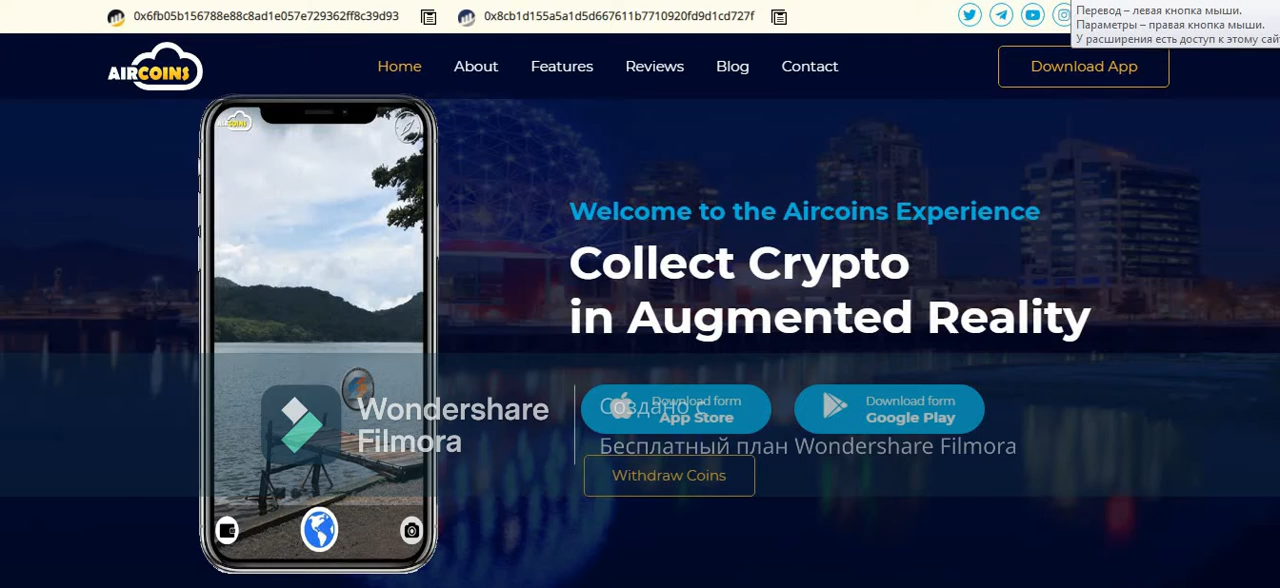 0x6fb05b156788e88c8ad1e057e729362ff8c39d93
0x8cb1d155a5a1d5d667611b7710920fd9d1cd727f
Перевод – левая кнопка мыши.
Параметры – правая кнопка мыши.
У расширения есть доступ к этому сай
AIRCOINS
Home
About
Features
Reviews
Blog
Contact
Download App
AIRCOINS
Welcome to the Aircoins Experience
Collect Crypto
in Augmented Reality
Wondershare
Filmora
Download form
App Store
Download form
Google Play
Создано с
Бесплатный план Wondershare Filmora
Withdraw Coins